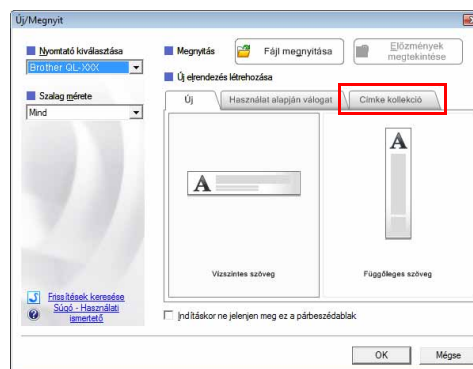 Új/Megnyit
Nyomtató kiválasztása
Brother QL-XXX
Szalag mérete
Mind
Frissítések keresése
Súgó - Használati
ismertető
Megnyitás
Fájl megnyitása
Előzmények
megtekintése
Új elrendezés létrehozása
Új
Használat alapján válogat
Címke kollekció
A
Vízszintes szöveg
A
Függőleges szöveg
Indításkor ne jelenjen meg ez a párbeszédablak
OK
Mégse